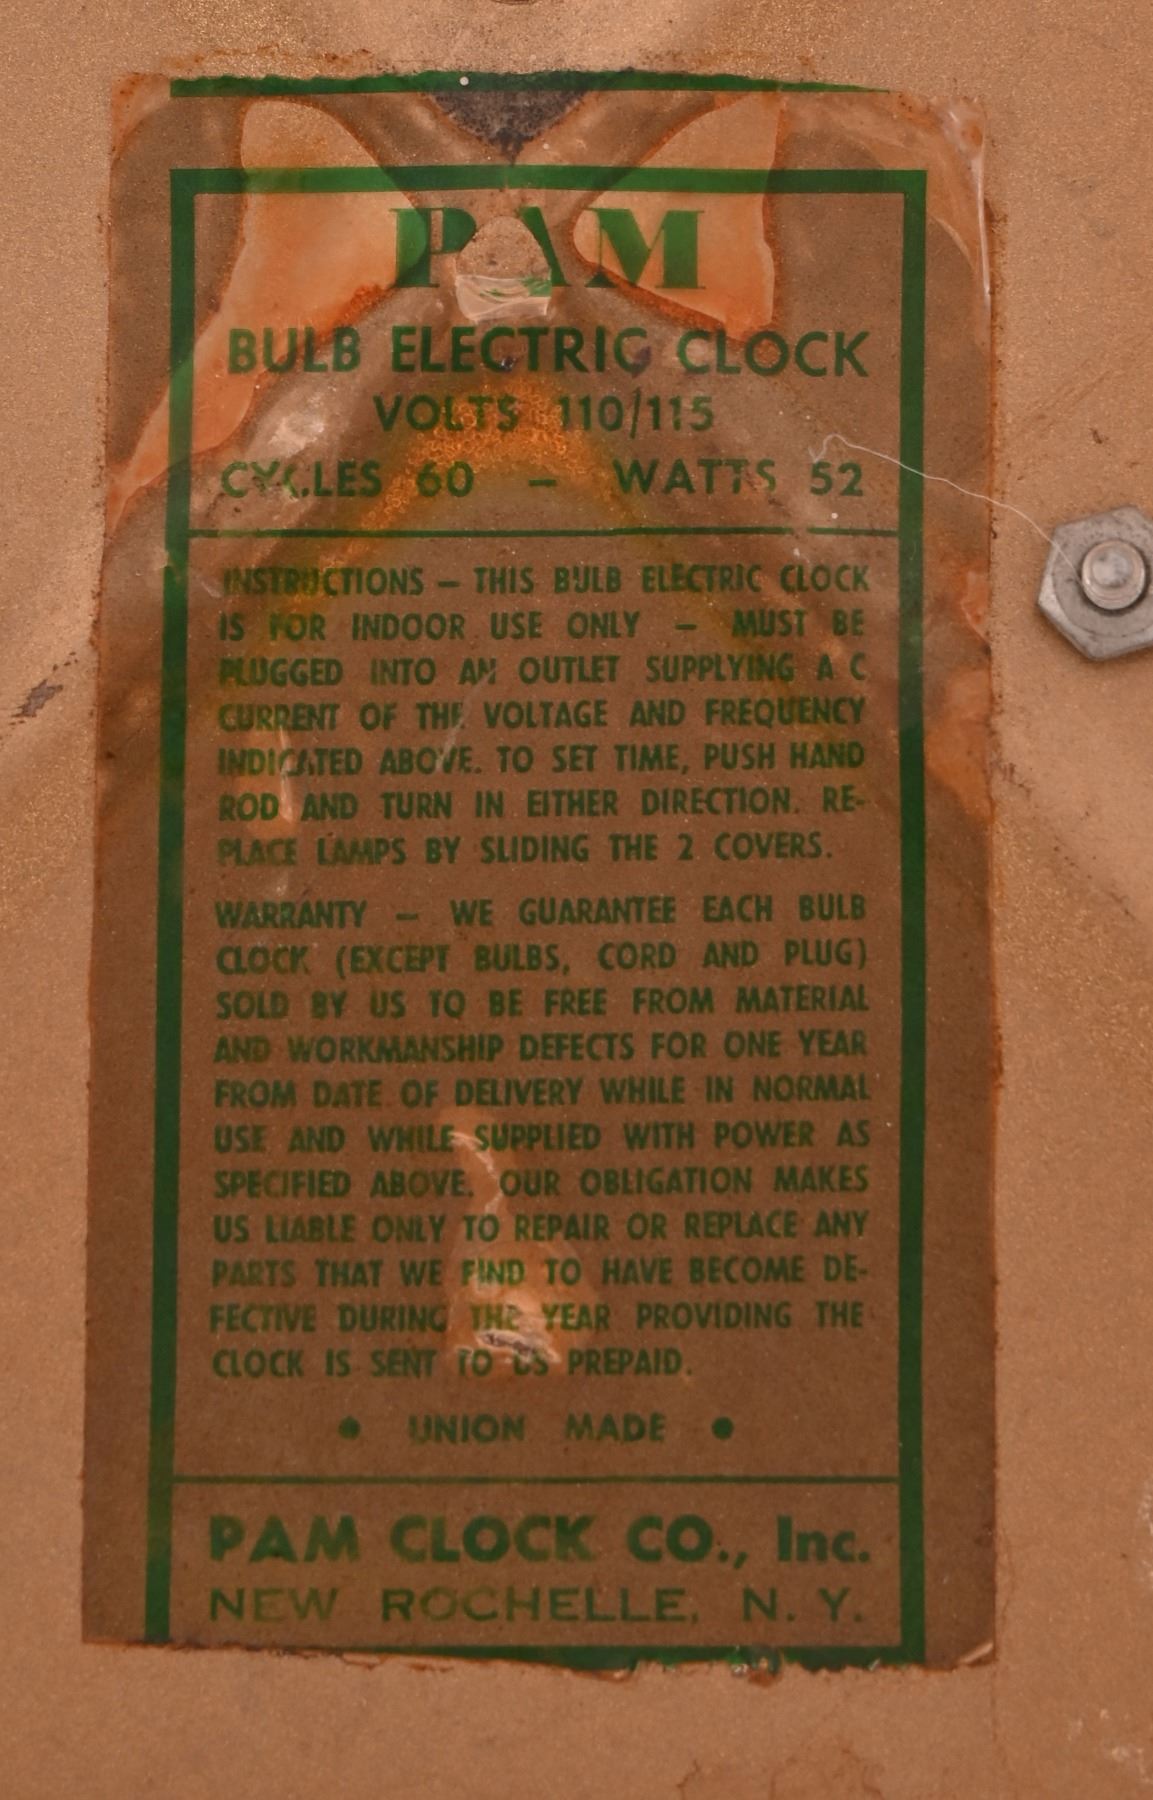 PAM
BULB ELECTRIC CLOCK
VOLTS 110/115
CYCLES 60 – WATTS 52
INSTRUCTIONS – THIS BULB ELECTRIC CLOCK
IS FOR INDOOR USE ONLY – MUST BE
PLUGGED INTO AN OUTLET SUPPLYING A C
CURRENT OF THE VOLTAGE AND FREQUENCY
INDICATED ABOVE. TO SET TIME, PUSH HAND
ROD AND TURN IN EITHER DIRECTION. RE-
PLACE LAMPS BY SLIDING THE 2 COVERS.
WARRANTY – WE GUARANTEE EACH BULB
CLOCK (EXCEPT BULBS, CORD AND PLUG)
SOLD BY US TO BE FREE FROM MATERIAL
AND WORKMANSHIP DEFECTS FOR ONE YEAR
FROM DATE OF DELIVERY WHILE IN NORMAL
USE AND WHILE SUPPLIED WITH POWER AS
SPECIFIED ABOVE. OUR OBLIGATION MAKES
US LIABLE ONLY TO REPAIR OR REPLACE ANY
PARTS THAT WE FIND TO HAVE BECOME DE-
FECTIVE DURING THE YEAR PROVIDING THE
CLOCK IS SENT TO US PREPAID.
• UNION MADE •
PAM CLOCK CO., Inc.
NEW ROCHELLE, N. Y.